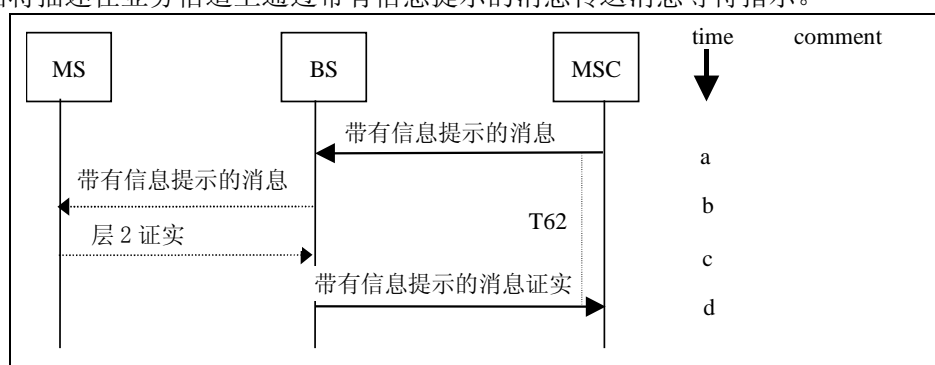 在业务信道上通过带有信息提示的消息传送消息等待指示。
time comment
MS BS MSC
带有信息提示的消息
a
带有信息提示的消息
b
T62
层 2 证实
c
带有信息提示的消息证实
d